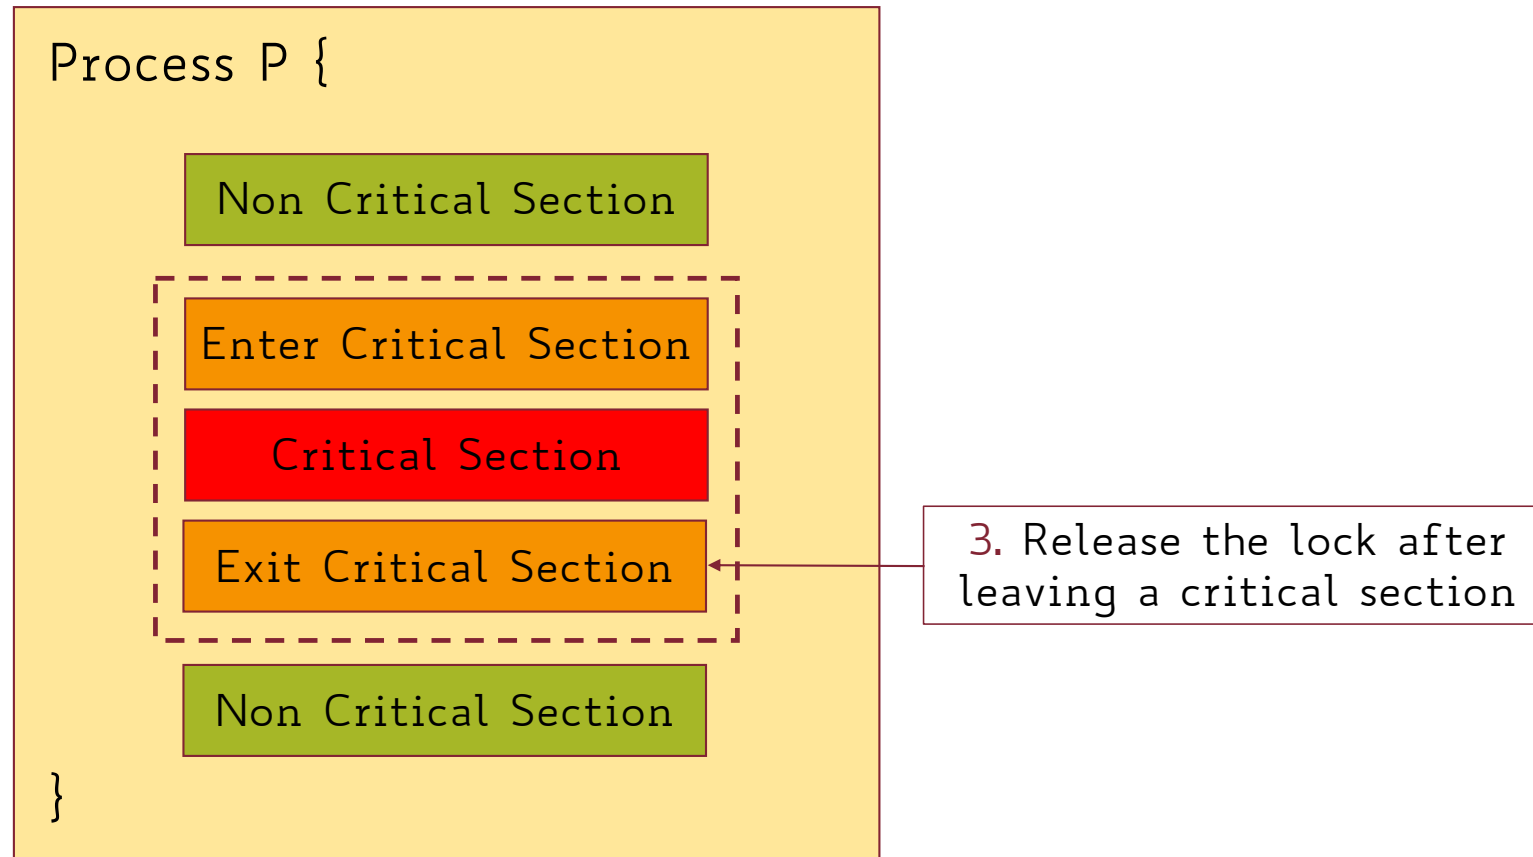 Process P {
Non Critical Section
Enter Critical Section
Critical Section
Exit Critical Section
3. Release the lock after
leaving a critical section
Non Critical Section
}